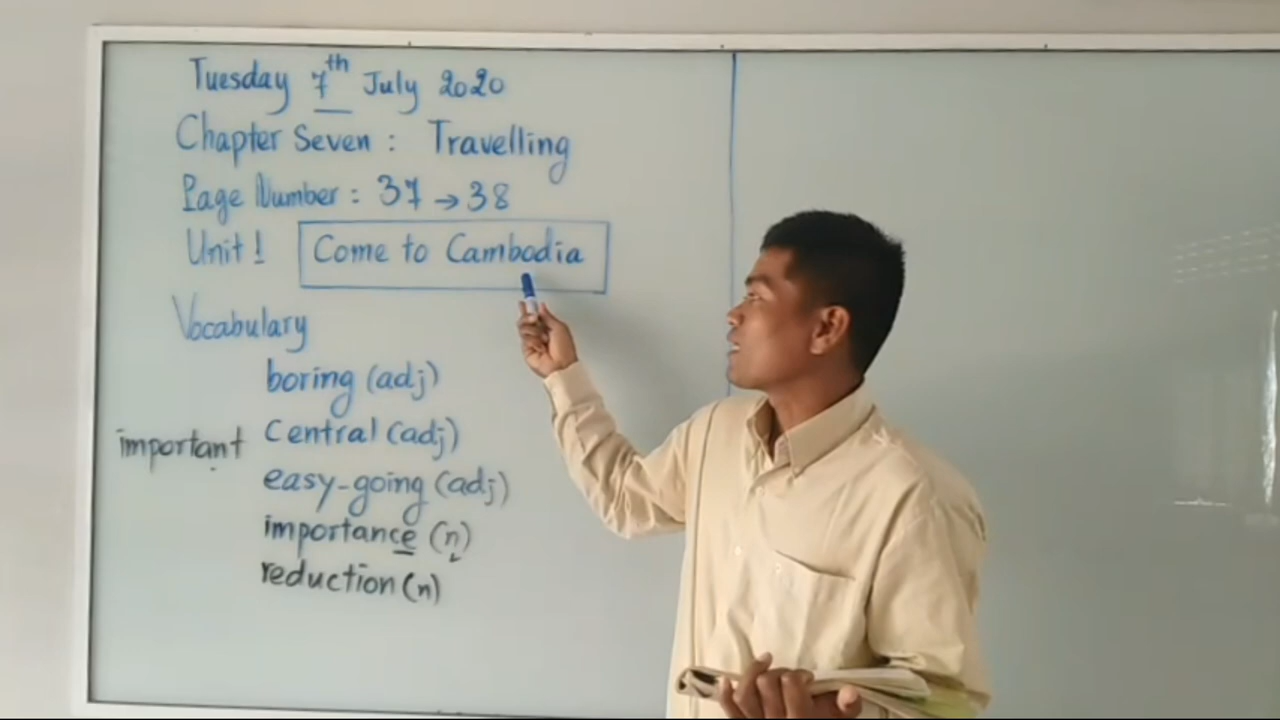 Tuesday 7th July 2020
Chapter Seven : Travelling
Page Number : 37 → 38
Unit 1 Come to Cambodia
Vocabulary
boring (adj)
important Central (adj)
easy-going (adj)
importance (n)
reduction (n)